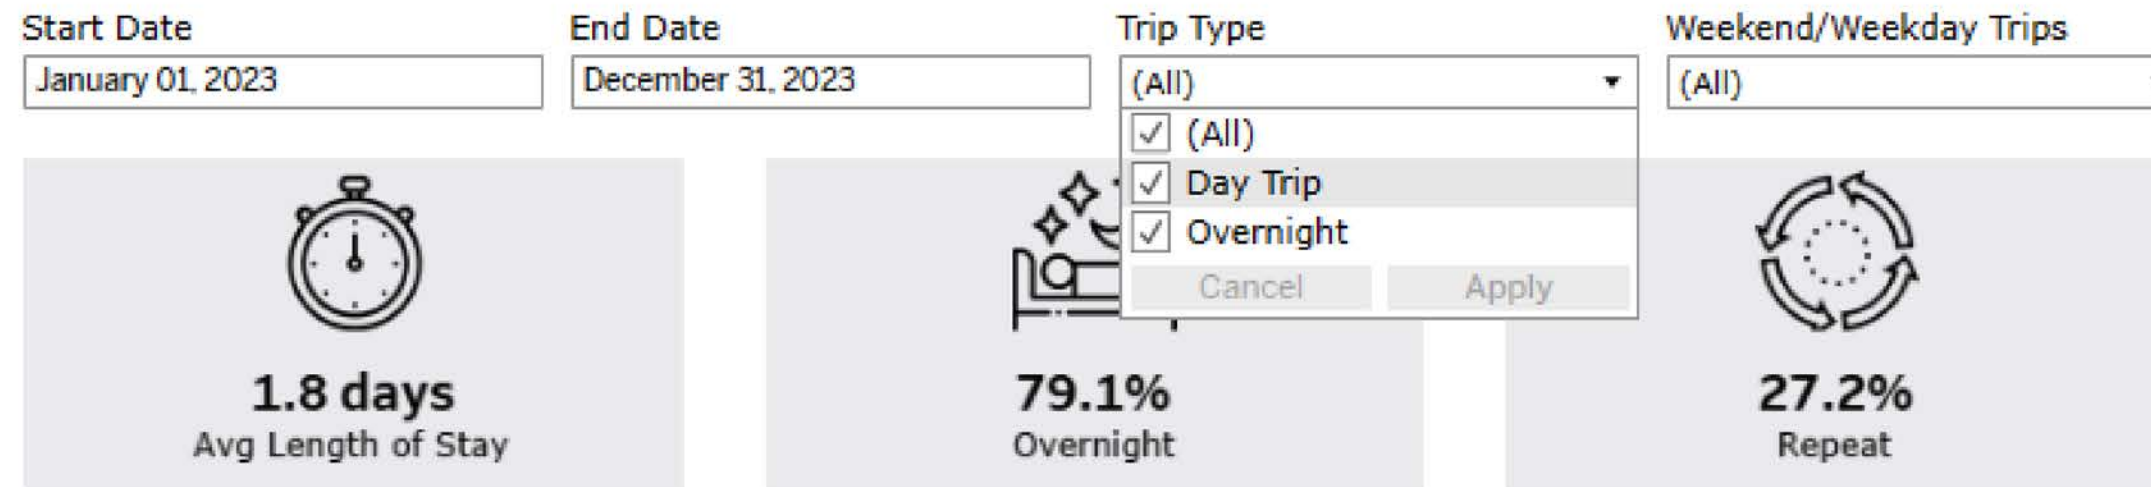 Start Date
January 01, 2023
End Date
December 31, 2023
Trip Type
(All)
(All)
Day Trip
Overnight
Cancel
Apply
Weekend/Weekday Trips
(All)
1.8 days
Avg Length of Stay
79.1%
Overnight
27.2%
Repeat